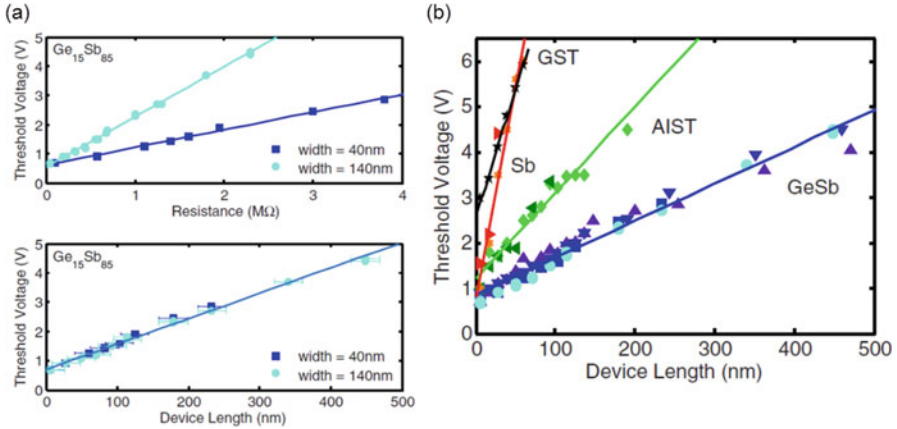 (a)
Ge15Sb85
Threshold Voltage (V)
5
4
3
2
1
0
width = 40nm
width = 140nm
0
1
2
3
4
Resistance (MΩ)
Ge15Sb85
Threshold Voltage (V)
5
4
3
2
1
0
width = 40nm
width = 140nm
0
100
200
300
400
500
Device Length (nm)
(b)
Threshold Voltage (V)
6
5
4
3
2
1
GST
Sb
AIST
GeSb
0
100
200
300
400
500
Device Length (nm)